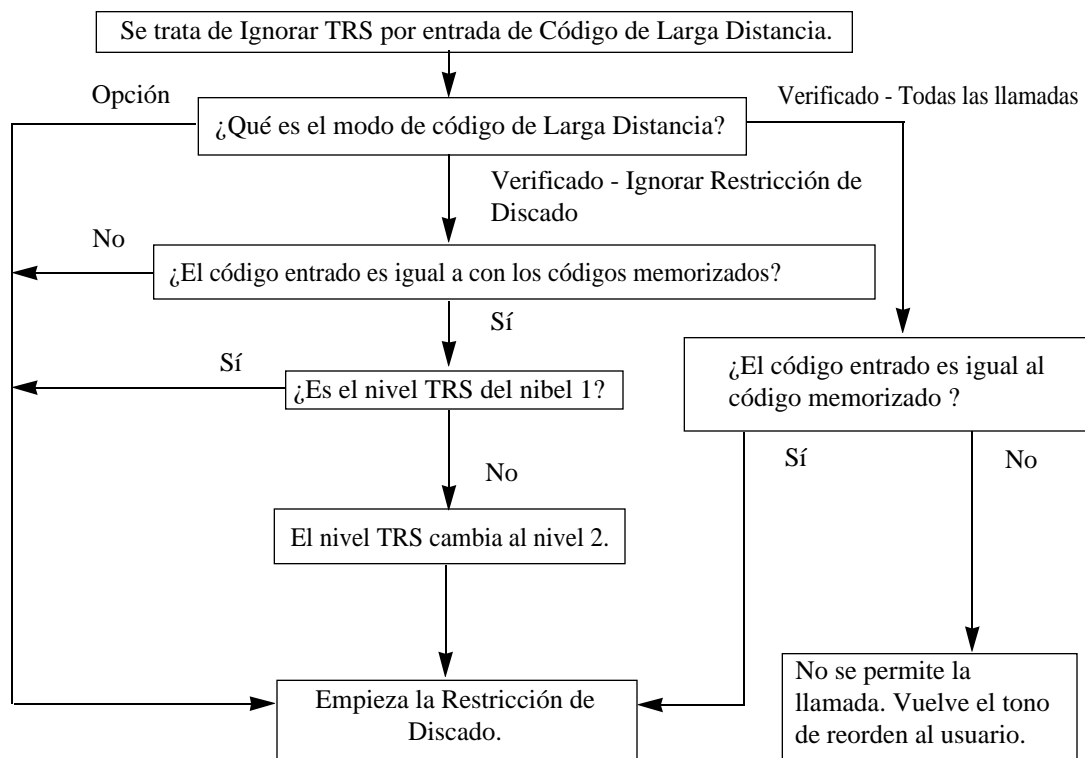 Se trata de Ignorar TRS por entrada de Código de Larga Distancia.
Opción
Verificado - Todas las llamadas
¿Qué es el modo de código de Larga Distancia?
Verificado - Ignorar Restricción de
Discado
No
¿El código entrado es igual a con los códigos memorizados?
Sí
Sí
¿Es el nivel TRS del nibel 1?
¿El código entrado es igual al
código memorizado ?
Sí
No
No
El nivel TRS cambia al nivel 2.
Empieza la Restricción de
Discado.
No se permite la
llamada. Vuelve el tono
de reorden al usuario.